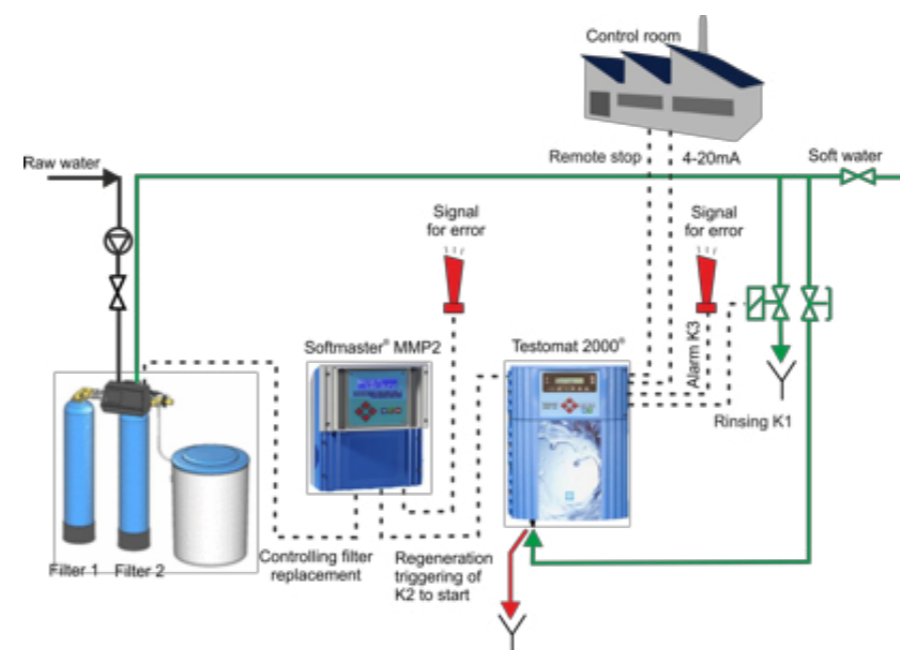 Control room
Raw water
Remote stop
4-20mA
Soft water
Signal
for error
Signal
for error
Softmaster® MMP2
Testomat 2000®
Alarm K3
Rinsing K1
Filter 1
Filter 2
Controlling filter
replacement
Regeneration
triggering of
K2 to start